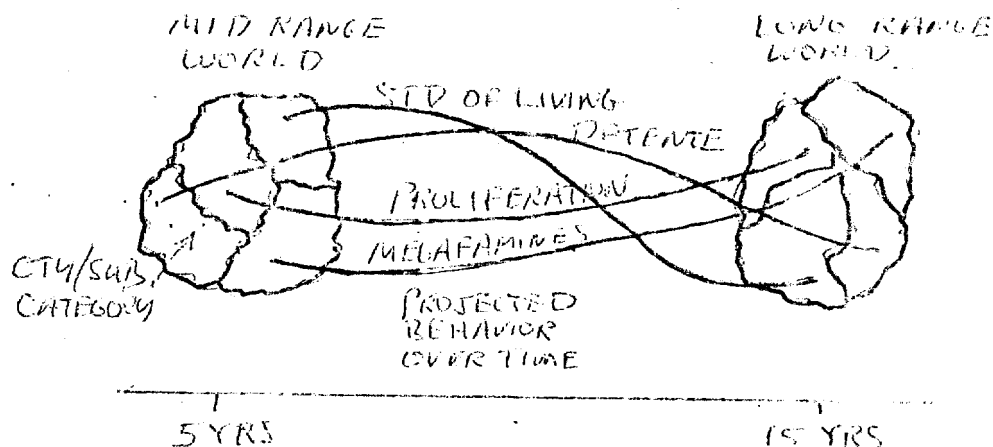 MID RANGE
WORLD
LONG RANGE
WORLD
STD OF LIVING
DETENTE
PROLIFERATION
MEGAFAMINES
CTY/SUB.
CATEGORY
PROJECTED
BEHAVIOR
OVER TIME
5 YRS
15 YRS